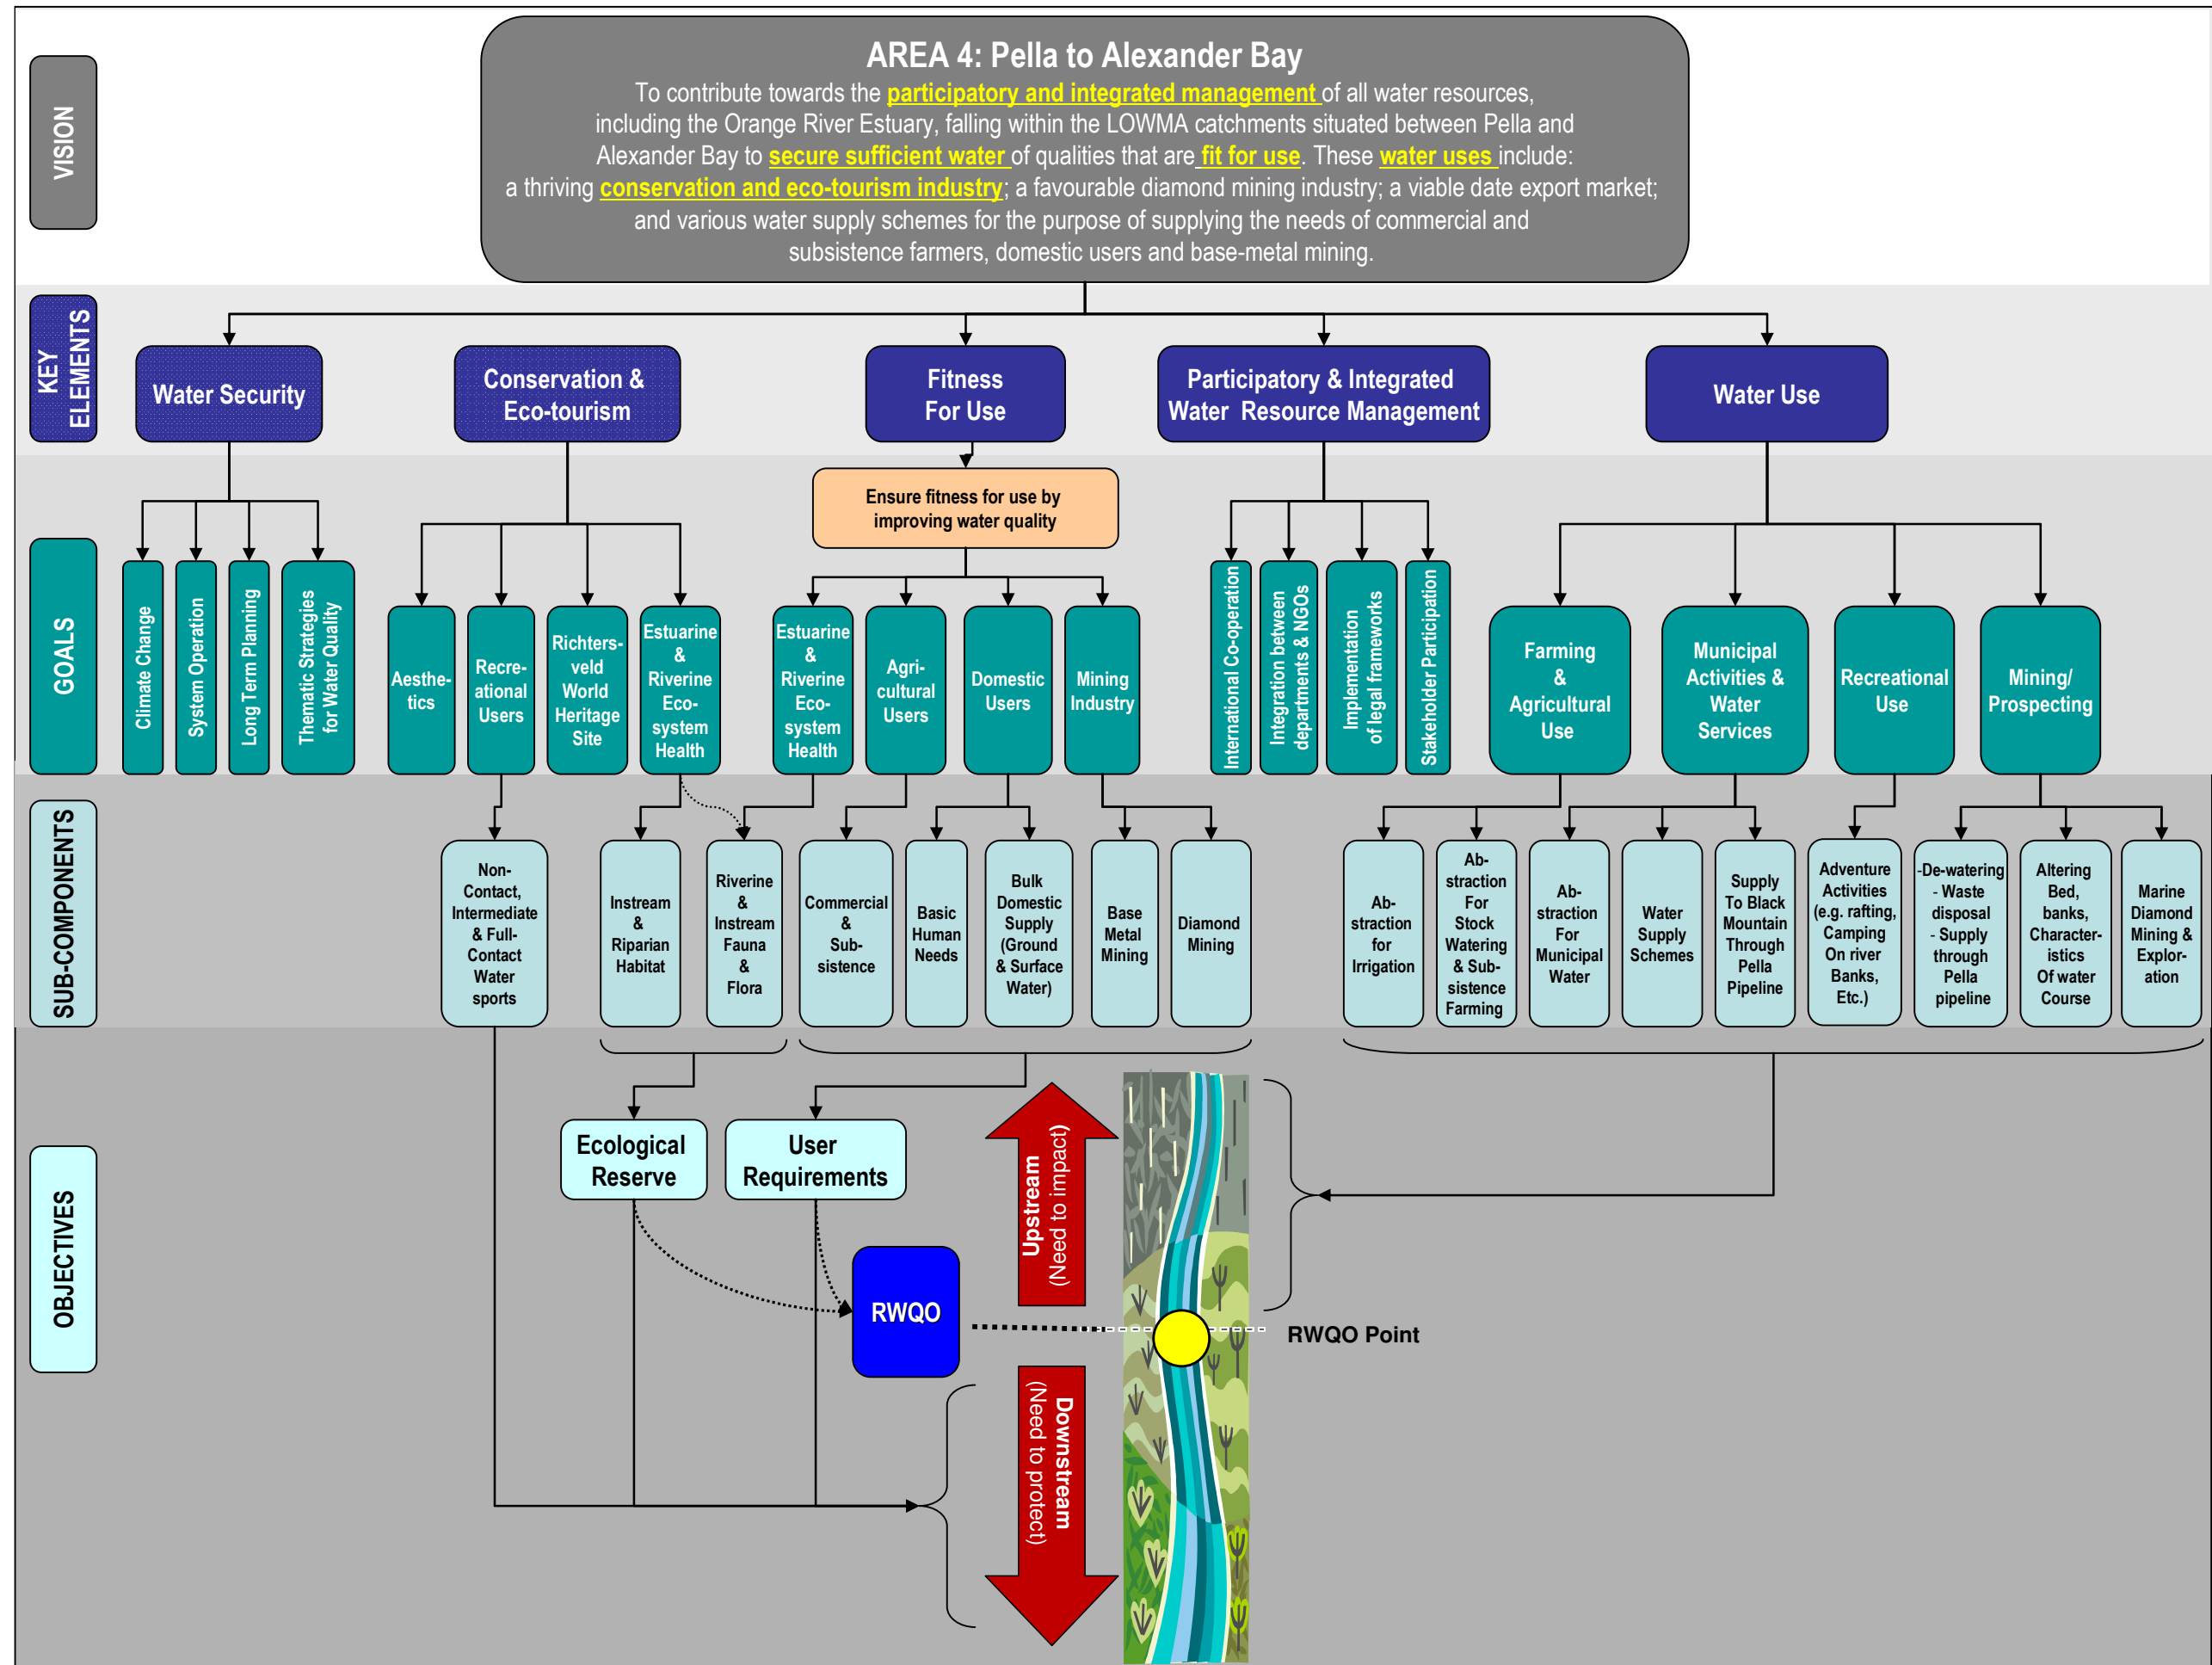 VISION
AREA 4: Pella to Alexander Bay
To contribute towards the participatory and integrated management of all water resources,
including the Orange River Estuary, falling within the LOWMA catchments situated between Pella and
Alexander Bay to secure sufficient water of qualities that are fit for use. These water uses include:
a thriving conservation and eco-tourism industry; a favourable diamond mining industry; a viable date export market;
and various water supply schemes for the purpose of supplying the needs of commercial and
subsistence farmers, domestic users and base-metal mining.
KEY
ELEMENTS
Water Security
Conservation &
Eco-tourism
Fitness
For Use
Participatory & Integrated
Water Resource Management
Water Use
GOALS
Ensure fitness for use by
improving water quality
Climate Change
System Operation
Long Term Planning
Thematic Strategies
for Water Quality
Aesthe-
tics
Recre-
ational
Users
Richters-
veld
World
Heritage
Site
Estuarine
&
Riverine
Eco-
system
Health
Estuarine
&
Riverine
Eco-
system
Health
Agri-
cultural
Users
Domestic
Users
Mining
Industry
International Co-operation
Integration between
departments & NGOs
Implementation
of legal frameworks
Stakeholder Participation
Farming
&
Agricultural
Use
Municipal
Activities &
Water
Services
Recreational
Use
Mining/
Prospecting
SUB-COMPONENTS
Non-
Contact,
Intermediate
& Full-
Contact
Water
sports
Instream
&
Riparian
Habitat
Riverine
&
Instream
Fauna
&
Flora
Commercial
&
Sub-
sistence
Basic
Human
Needs
Bulk
Domestic
Supply
(Ground
& Surface
Water)
Base
Metal
Mining
Diamond
Mining
Ab-
straction
for
Irrigation
Ab-
straction
For
Stock
Watering
& Sub-
sistence
Farming
Ab-
straction
For
Municipal
Water
Water
Supply
Schemes
Supply
To Black
Mountain
Through
Pella
Pipeline
Adventure
Activities
(e.g. rafting,
Camping
On river
Banks,
Etc.)
-De-watering
- Waste
disposal
- Supply
through
Pella
pipeline
Altering
Bed,
banks,
Character-
istics
Of water
Course
Marine
Diamond
Mining &
Explor-
ation
OBJECTIVES
Ecological
Reserve
User
Requirements
RWQO
Upstream
(Need to impact)
RWQO Point
Downstream
(Need to protect)